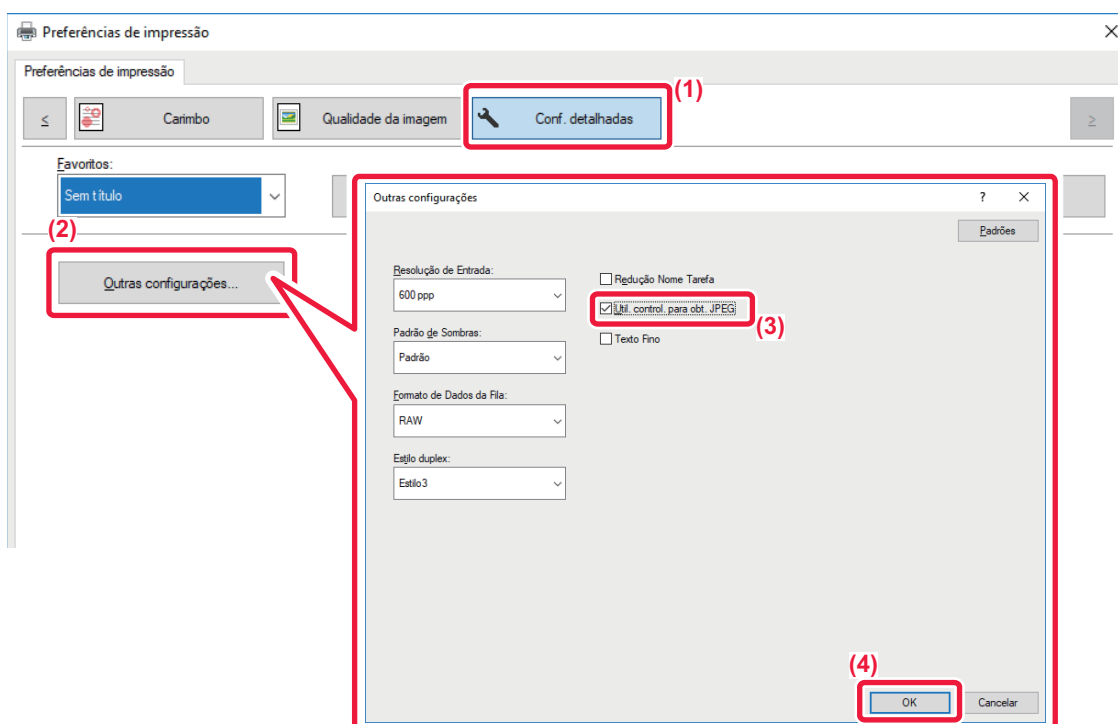 Preferências de impressão
Preferências de impressão
(1)
<
Carimbo
Qualidade da imagem
Conf. detalhadas
>
Favoritos:
Sem título
(2)
Outras configurações...
Outras configurações
?
Padrões
Resolução de Entrada:
600 ppp
Padrão de Sombras:
Padrão
Formato de Dados da Fila:
RAW
Estilo duplex:
Estilo3
Redução Nome Tarefa
Util. control. para obt. JPEG
(3)
Texto Fino
(4)
OK
Cancelar